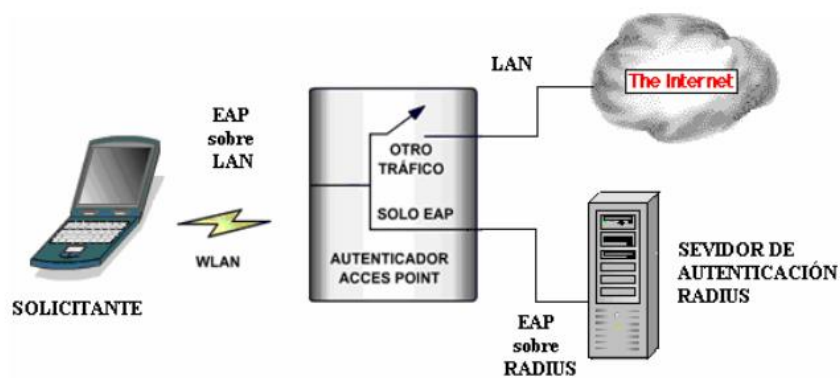 LAN
The Internet
EAP
sobre
LAN
OTRO
TRÁFICO
SOLO EAP
WLAN
AUTENTICADOR
ACCES POINT
SOLICITANTE
SEVIDOR DE
AUTENTICACIÓN
RADIUS
EAP
sobre
RADIUS